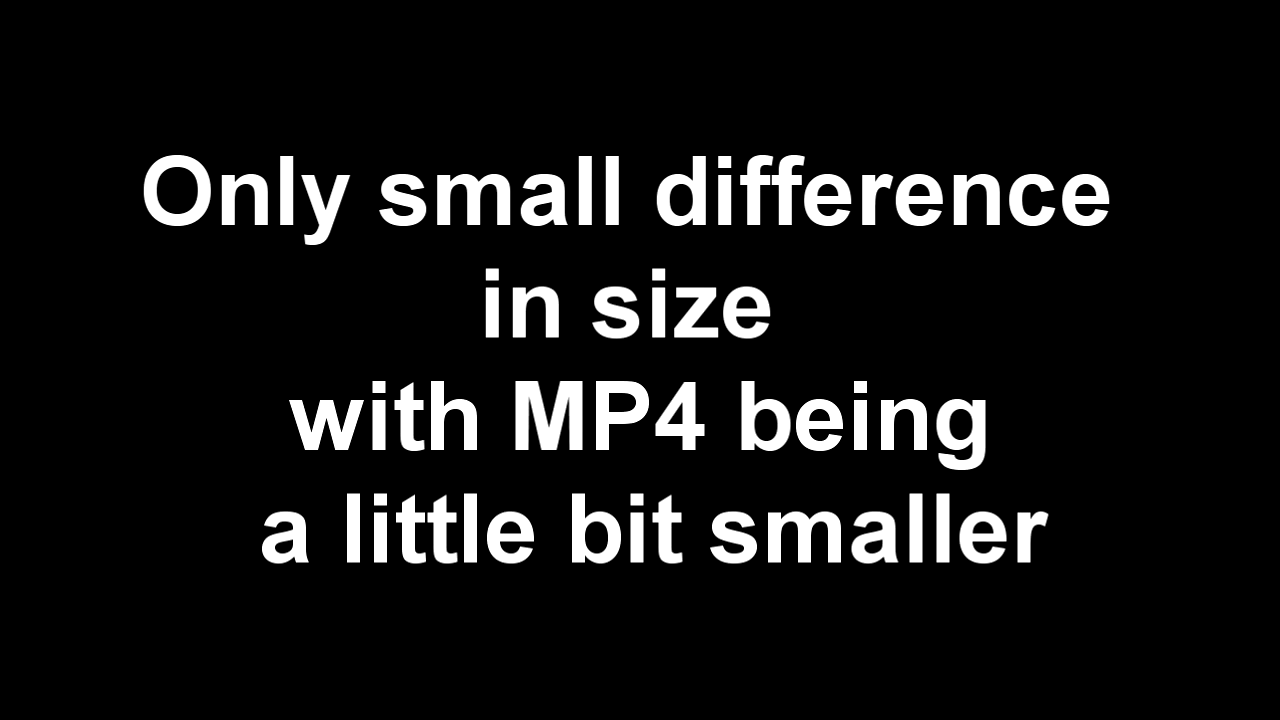 Only small difference
in size
with MP4 being
a little bit smaller